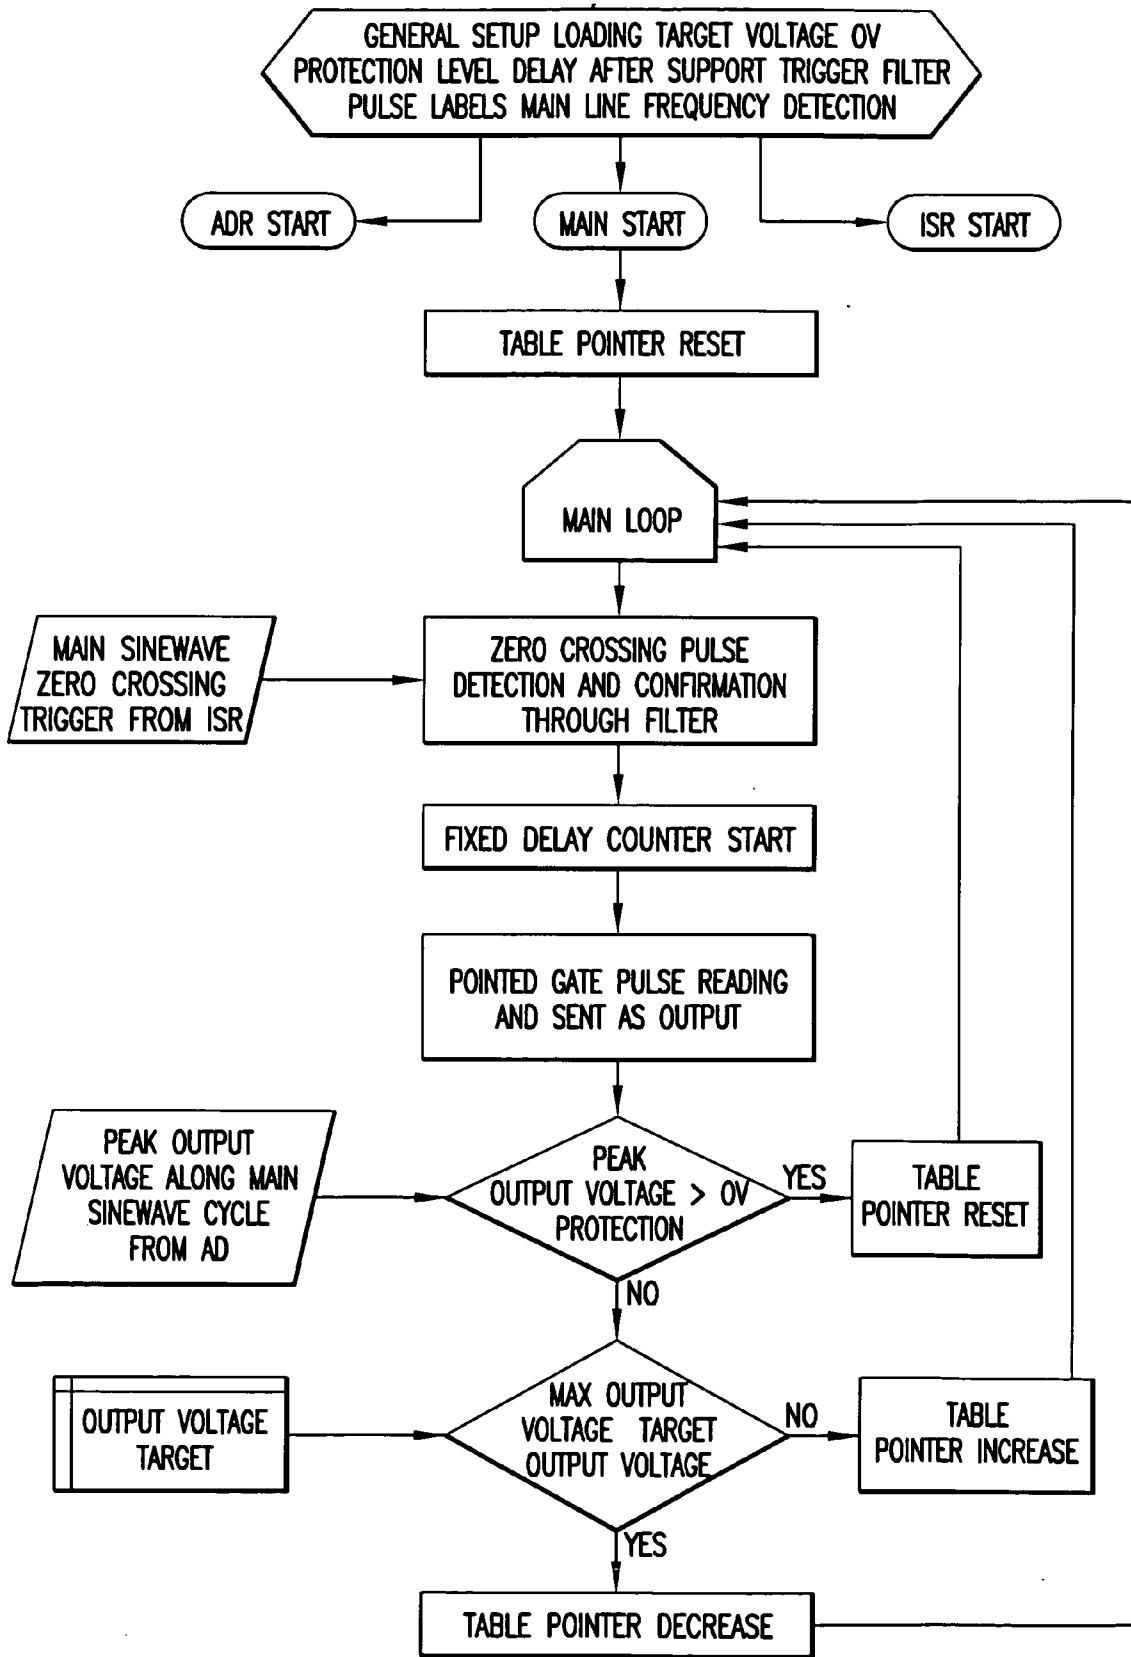 GENERAL SETUP LOADING TARGET VOLTAGE OV
PROTECTION LEVEL DELAY AFTER SUPPORT TRIGGER FILTER
PULSE LABELS MAIN LINE FREQUENCY DETECTION
ADR START
MAIN START
ISR START
TABLE POINTER RESET
MAIN LOOP
MAIN SINEWAVE
ZERO CROSSING
TRIGGER FROM ISR
ZERO CROSSING PULSE
DETECTION AND CONFIRMATION
THROUGH FILTER
FIXED DELAY COUNTER START
POINTED GATE PULSE READING
AND SENT AS OUTPUT
PEAK OUTPUT
VOLTAGE ALONG MAIN
SINEWAVE CYCLE
FROM AD
PEAK
OUTPUT VOLTAGE > OV
PROTECTION
YES
TABLE
POINTER RESET
NO
OUTPUT VOLTAGE
TARGET
MAX OUTPUT
VOLTAGE TARGET
OUTPUT VOLTAGE
NO
TABLE
POINTER INCREASE
YES
TABLE POINTER DECREASE